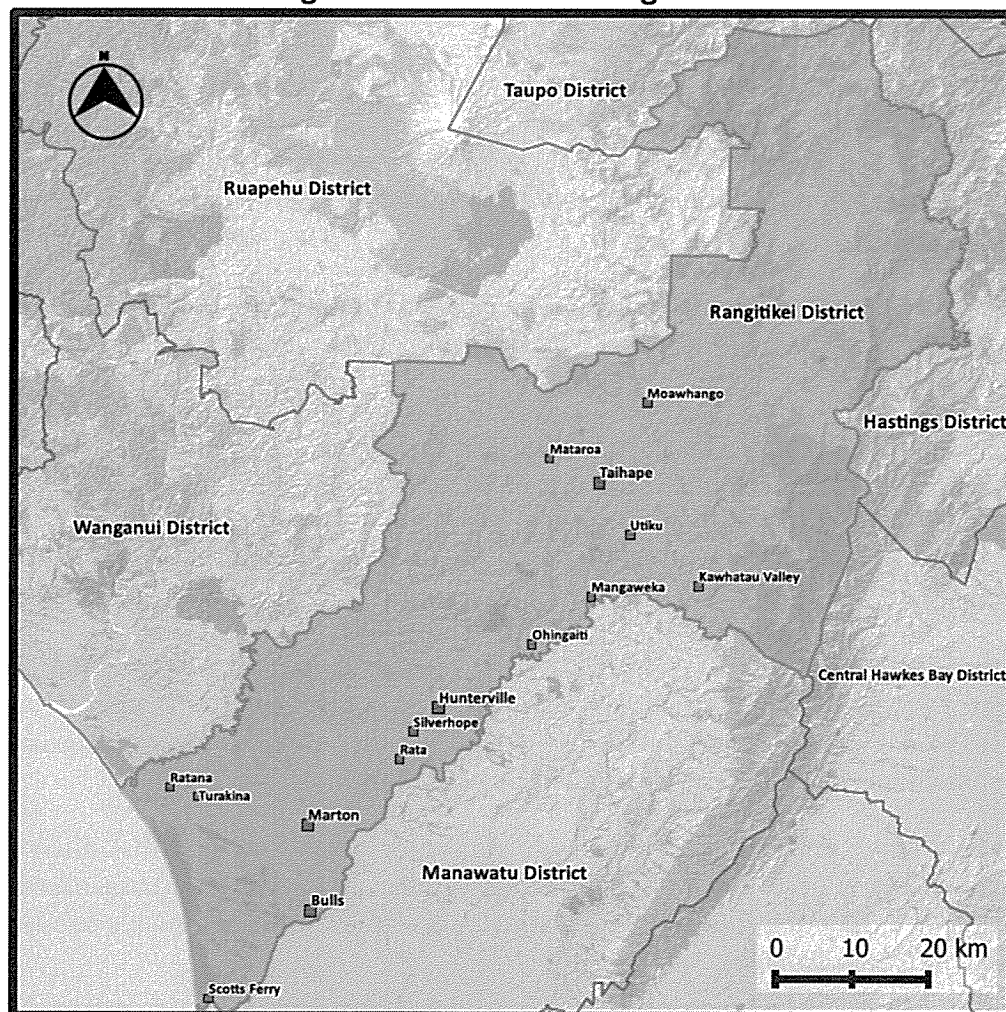 N
Taupo District
Ruapehu District
Rangitikei District
Moawhango
Hastings District
Mataroa
Taihape
Wanganui District
Utiku
Kawhatau Valley
Mangaweka
Ohingaiti
Central Hawkes Bay District
Hunterville
Silverhope
Rata
Ratana
Turakina
Marton
Manawatu District
Bulls
0 10 20 km
Scotts Ferry